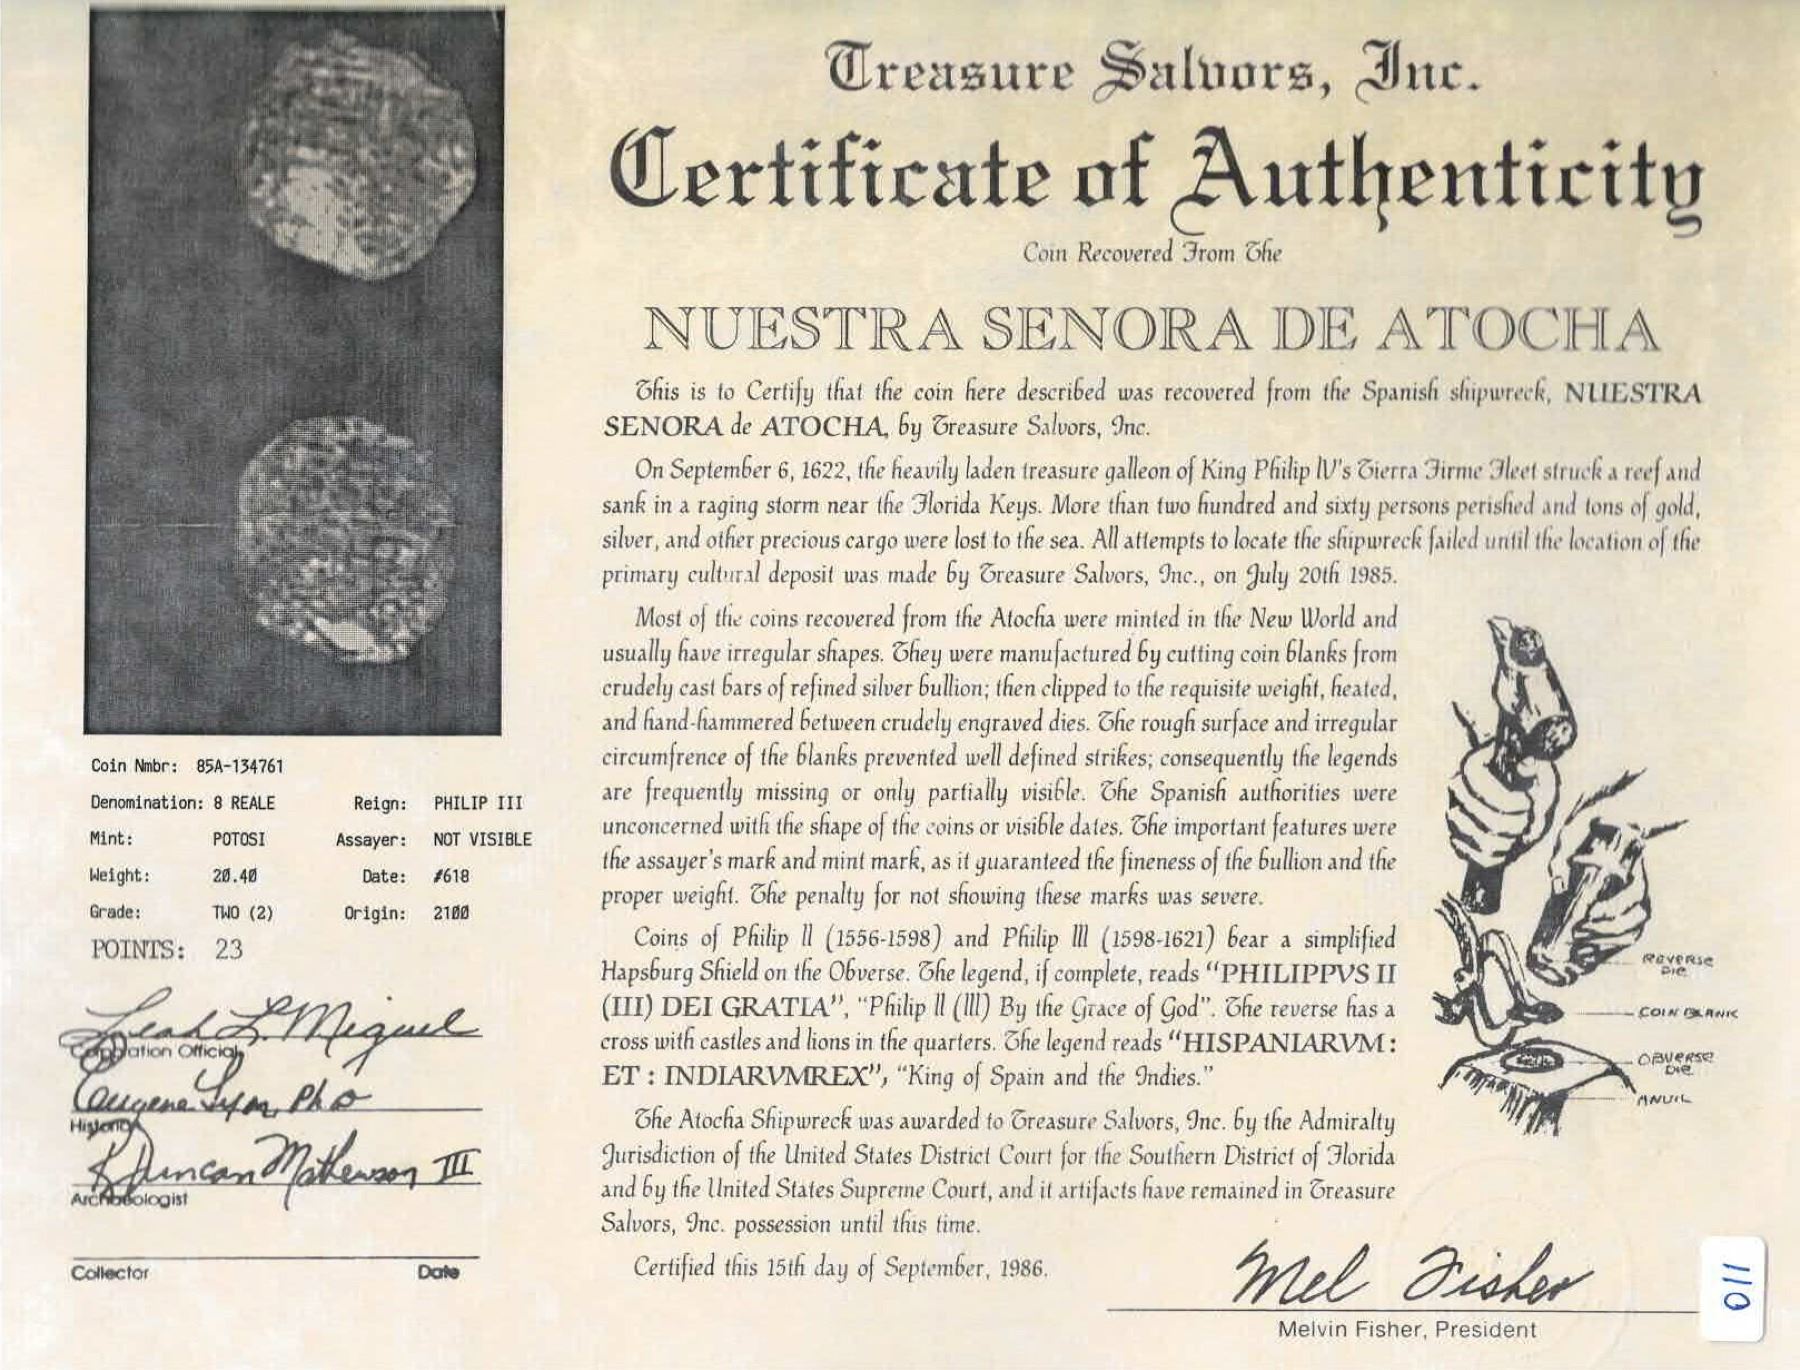 Treasure Salvors, Inc.
Certificate of Authenticity
Coin Recovered From The
NUESTRA SENORA DE ATOCHA
This is to Certify that the coin here described was recovered from the Spanish shipwreck, NUESTRA
SENORA de ATOCHA, by Treasure Salvors, Inc.
On September 6, 1622, the heavily laden treasure galleon of King Philip IV's Tierra Firme Fleet struck a reef and
sank in a raging storm near the Florida Keys. More than two hundred and sixty persons perished and tons of gold,
silver, and other precious cargo were lost to the sea. All attempts to locate the shipwreck failed until the location of the
primary cultural deposit was made by Treasure Salvors, Inc., on July 20th 1985.
Most of the coins recovered from the Atocha were minted in the New World and
usually have irregular shapes. They were manufactured by cutting coin blanks from
crudely cast bars of refined silver bullion; then clipped to the requisite weight, heated,
and hand-hammered between crudely engraved dies. The rough surface and irregular
circumfrence of the blanks prevented well defined strikes; consequently the legends
are frequently missing or only partially visible. The Spanish authorities were
unconcerned with the shape of the coins or visible dates. The important features were
the assayer's mark and mint mark, as it guaranteed the fineness of the bullion and the
proper weight. The penalty for not showing these marks was severe.
Coins of Philip II (1556-1598) and Philip III (1598-1621) bear a simplified
Hapsburg Shield on the Obverse. The legend, if complete, reads "PHILIPPVS II
(III) DEI GRATIA", "Philip II (III) By the Grace of God". The reverse has a
cross with castles and lions in the quarters. The legend reads "HISPANIARVM :
ET : INDIARVMREX", "King of Spain and the Indies."
The Atocha Shipwreck was awarded to Treasure Salvors, Inc. by the Admiralty
Jurisdiction of the United States District Court for the Southern District of Florida
and by the United States Supreme Court, and it artifacts have remained in Treasure
Salvors, Inc. possession until this time.
Certified this 15th day of September, 1986.
Mel Fisher
Melvin Fisher, President
REVERSE
DIE
COIN BLANK
OBVERSE
DIE
ANVIL
Coin Nmbr: 85A-134761
Denomination: 8 REALE Reign: PHILIP III
Mint: POTOSI Assayer: NOT VISIBLE
Weight: 20.40 Date: #618
Grade: TWO (2) Origin: 2100
POINTS: 23
Leah L. Miguel
Corporation Official
Eugene Lyon, PhD
Historian
R Duncan Mathewson III
Archaeologist
Collector Date
110